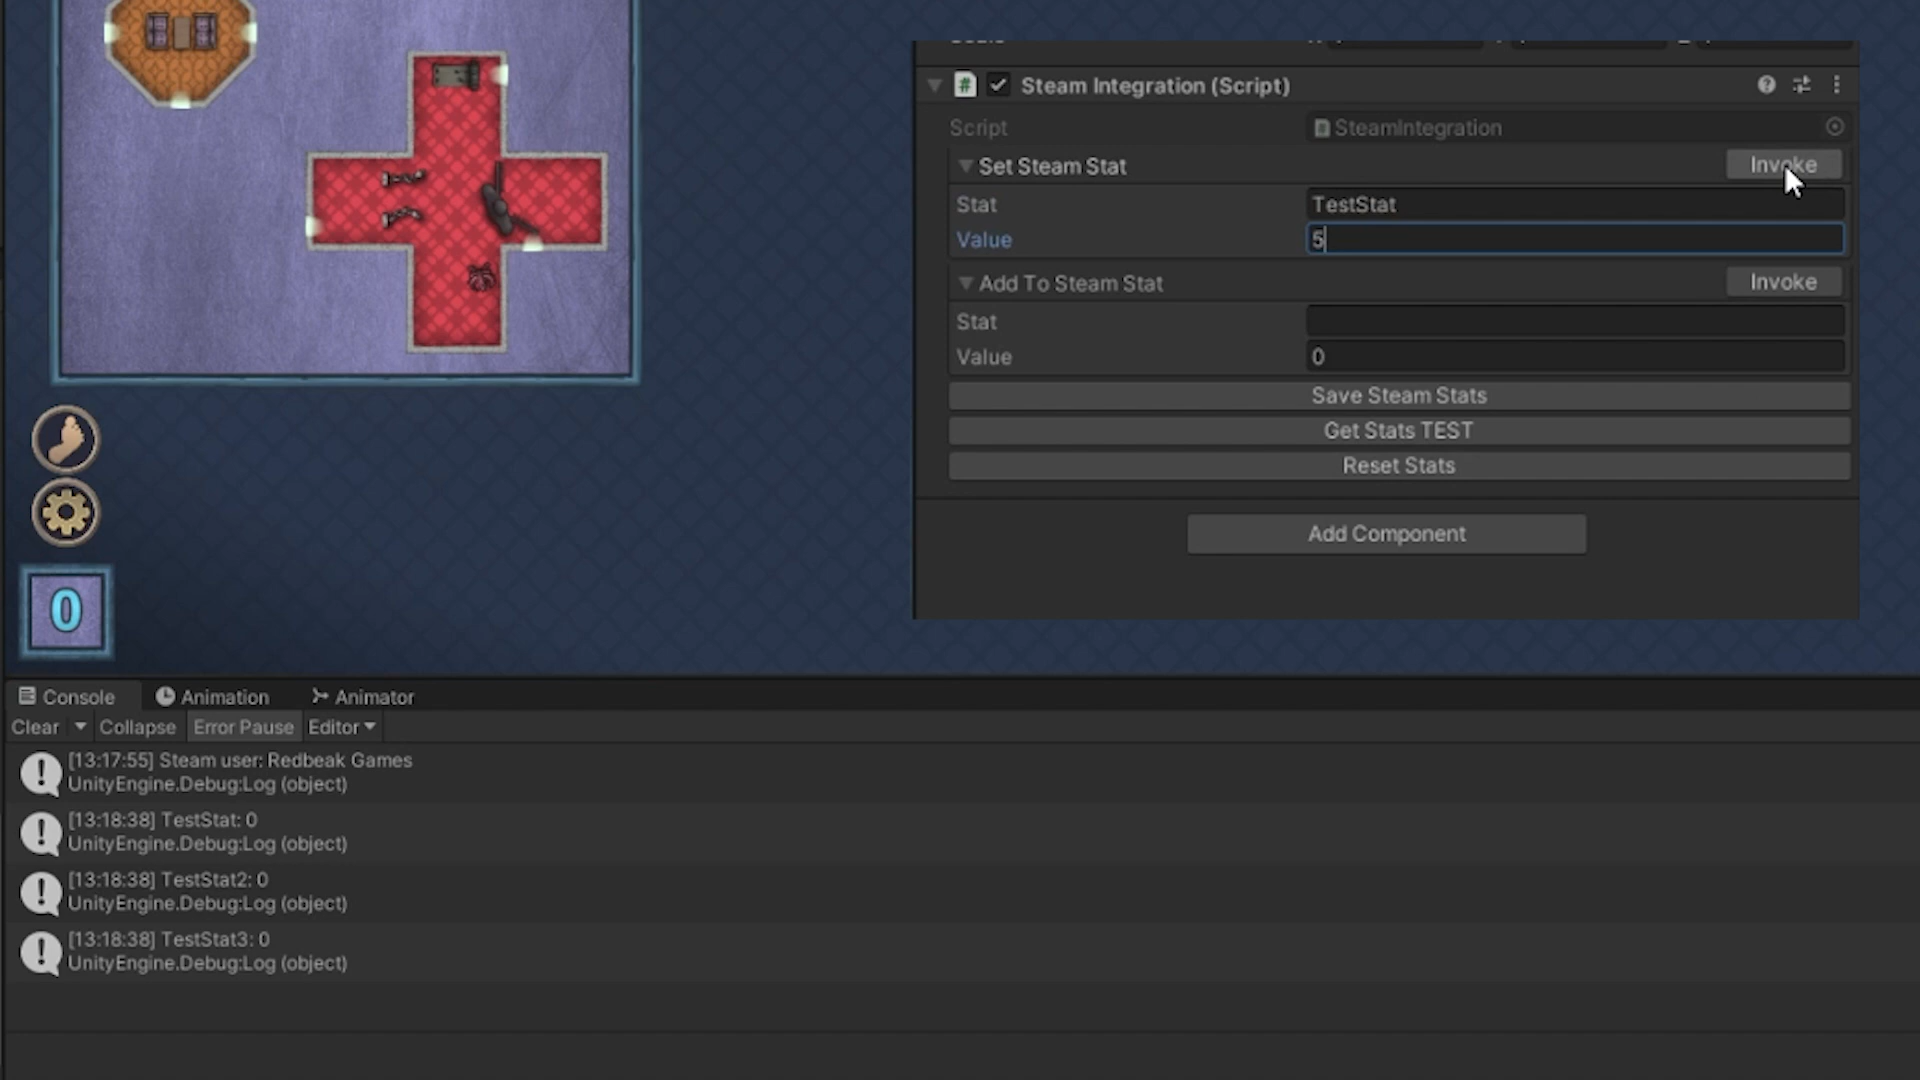 Steam Integration (Script)
Script SteamIntegration
Set Steam Stat Invoke
Stat TestStat
Value 5
Add To Steam Stat Invoke
Stat
Value 0
Save Steam Stats
Get Stats TEST
Reset Stats
Add Component
0
Console Animation Animator
Clear Collapse Error Pause Editor
[13:17:55] Steam user: Redbeak Games
UnityEngine.Debug:Log (object)
[13:18:38] TestStat: 0
UnityEngine.Debug:Log (object)
[13:18:38] TestStat2: 0
UnityEngine.Debug:Log (object)
[13:18:38] TestStat3: 0
UnityEngine.Debug:Log (object)